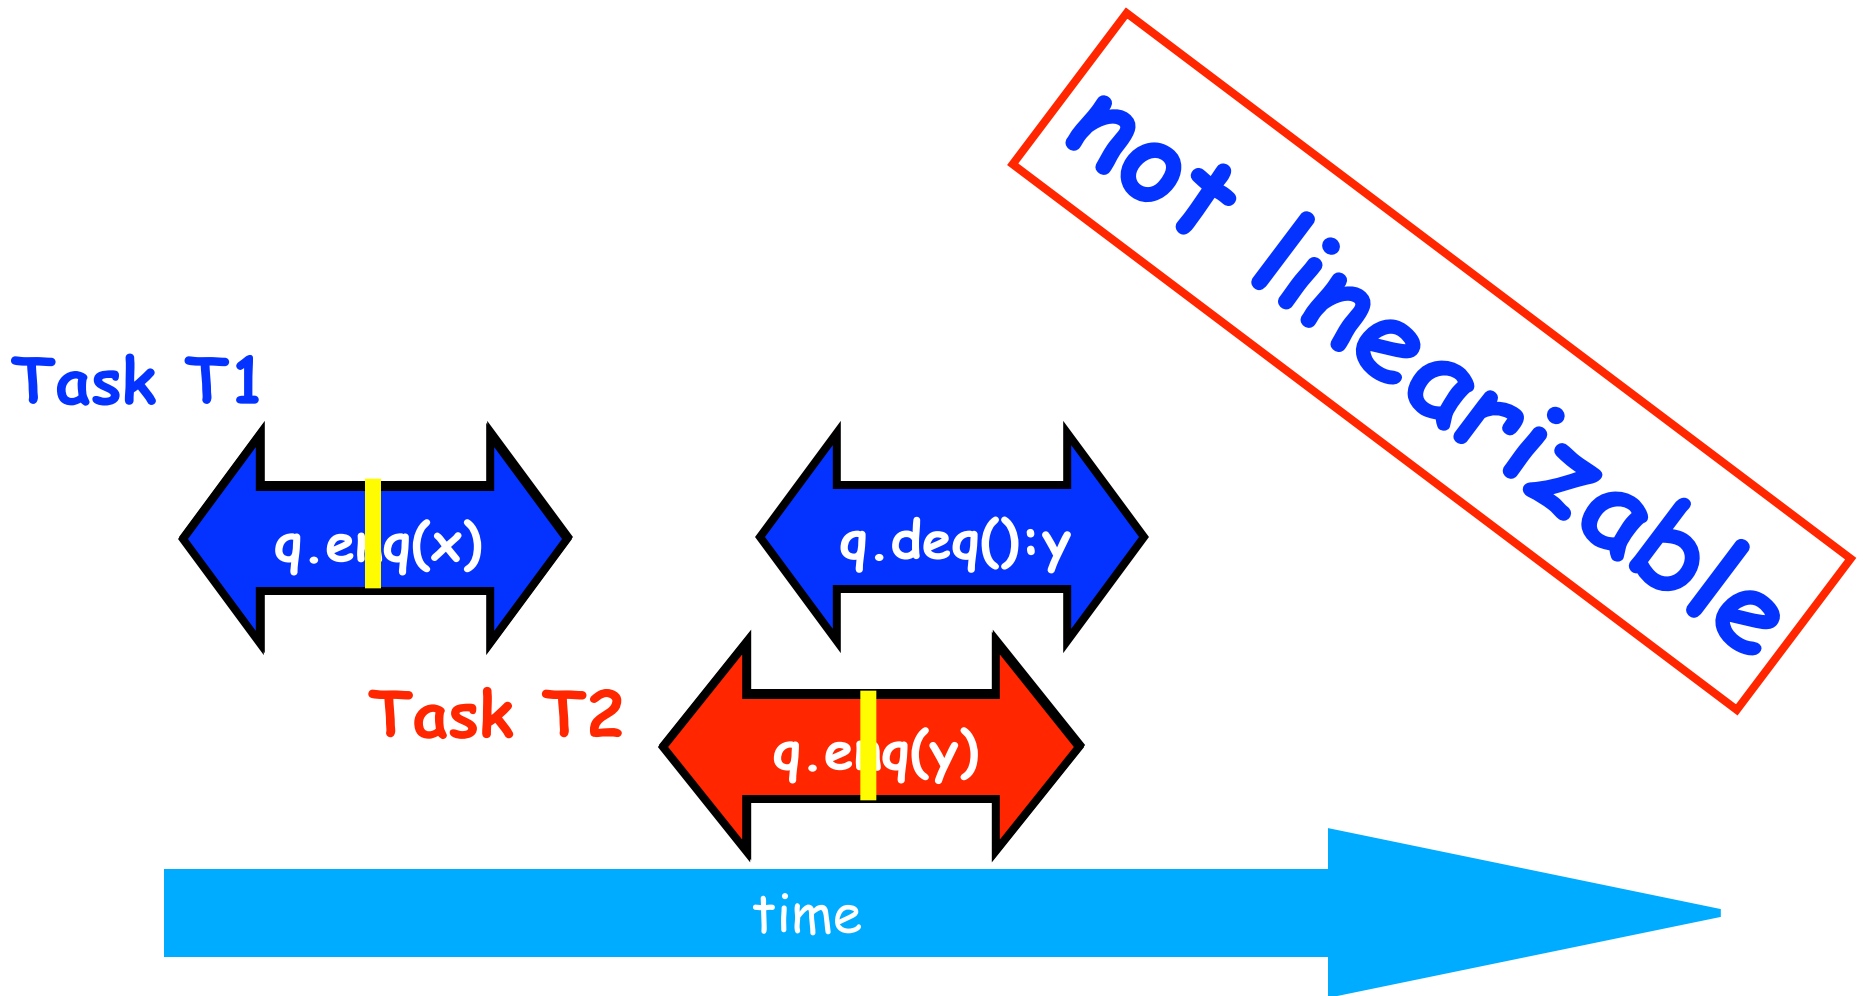 not linearizable
Task T1
q.enq(x)
q.deq():y
Task T2
q.enq(y)
time